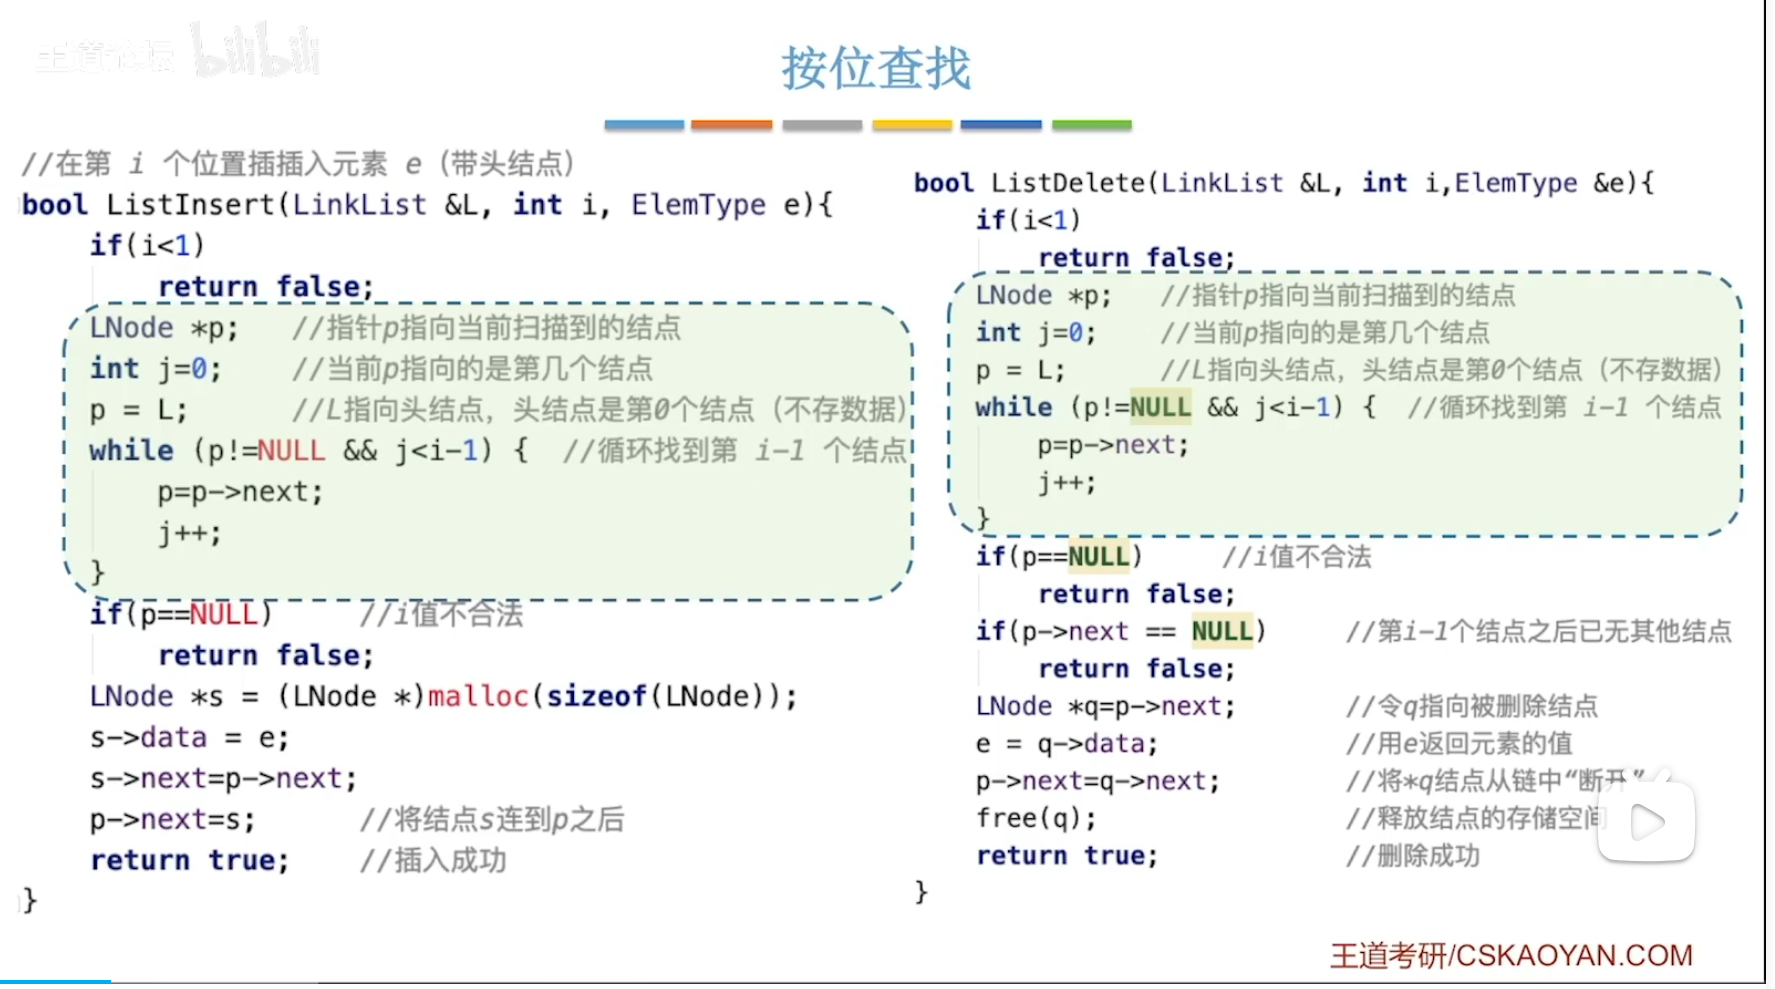 王道论坛 bilibili
按位查找
//在第 i 个位置插插入元素 e（带头结点）
bool ListInsert(LinkList &L, int i, ElemType e){
if(i<1)
return false;
LNode *p; //指针p指向当前扫描到的结点
int j=0; //当前p指向的是第几个结点
p = L; //L指向头结点，头结点是第0个结点（不存数据）
while (p!=NULL && j<i-1) { //循环找到第 i-1 个结点
p=p->next;
j++;
}
if(p==NULL) //i值不合法
return false;
LNode *s = (LNode *)malloc(sizeof(LNode));
s->data = e;
s->next=p->next;
p->next=s; //将结点s连到p之后
return true; //插入成功
}
bool ListDelete(LinkList &L, int i,ElemType &e){
if(i<1)
return false;
LNode *p; //指针p指向当前扫描到的结点
int j=0; //当前p指向的是第几个结点
p = L; //L指向头结点，头结点是第0个结点（不存数据）
while (p!=NULL && j<i-1) { //循环找到第 i-1 个结点
p=p->next;
j++;
}
if(p==NULL) //i值不合法
return false;
if(p->next == NULL) //第i-1个结点之后已无其他结点
return false;
LNode *q=p->next; //令q指向被删除结点
e = q->data; //用e返回元素的值
p->next=q->next; //将*q结点从链中“断开”
free(q); //释放结点的存储空间
return true; //删除成功
}
王道考研/CSKAOYAN.COM